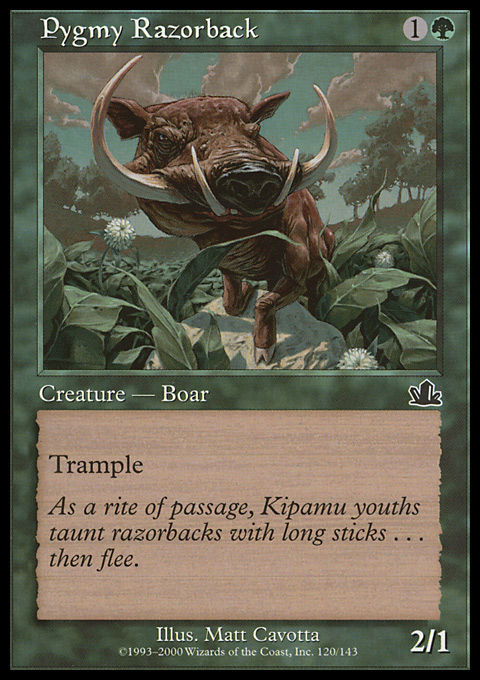 Pygmy Razorback 1
Creature — Boar
Trample
As a rite of passage, Kipamu youths
taunt razorbacks with long sticks . . .
then flee.
Illus. Matt Cavotta
©1993–2000 Wizards of the Coast, Inc. 120/143
2/1